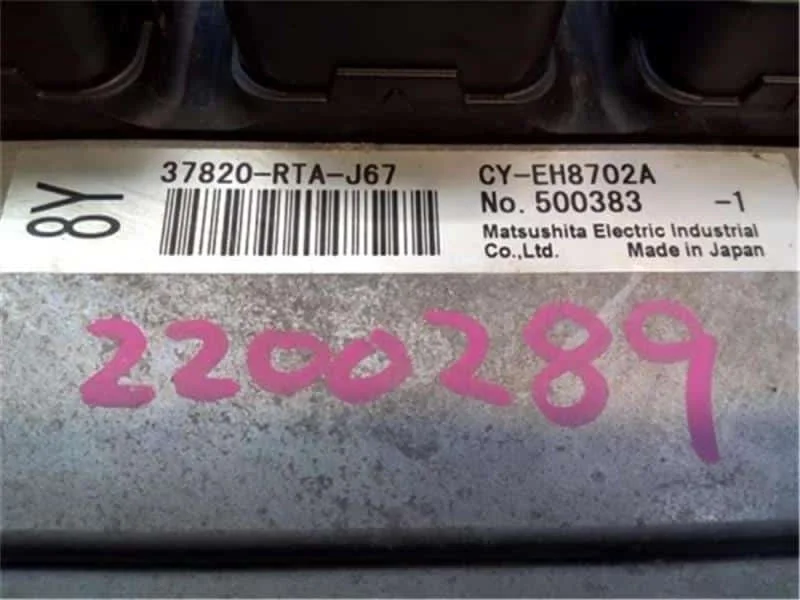 8Y
37820-RTA-J67
CY-EH8702A
No. 500383 -1
Matsushita Electric Industrial
Co.,Ltd. Made in Japan
2200289